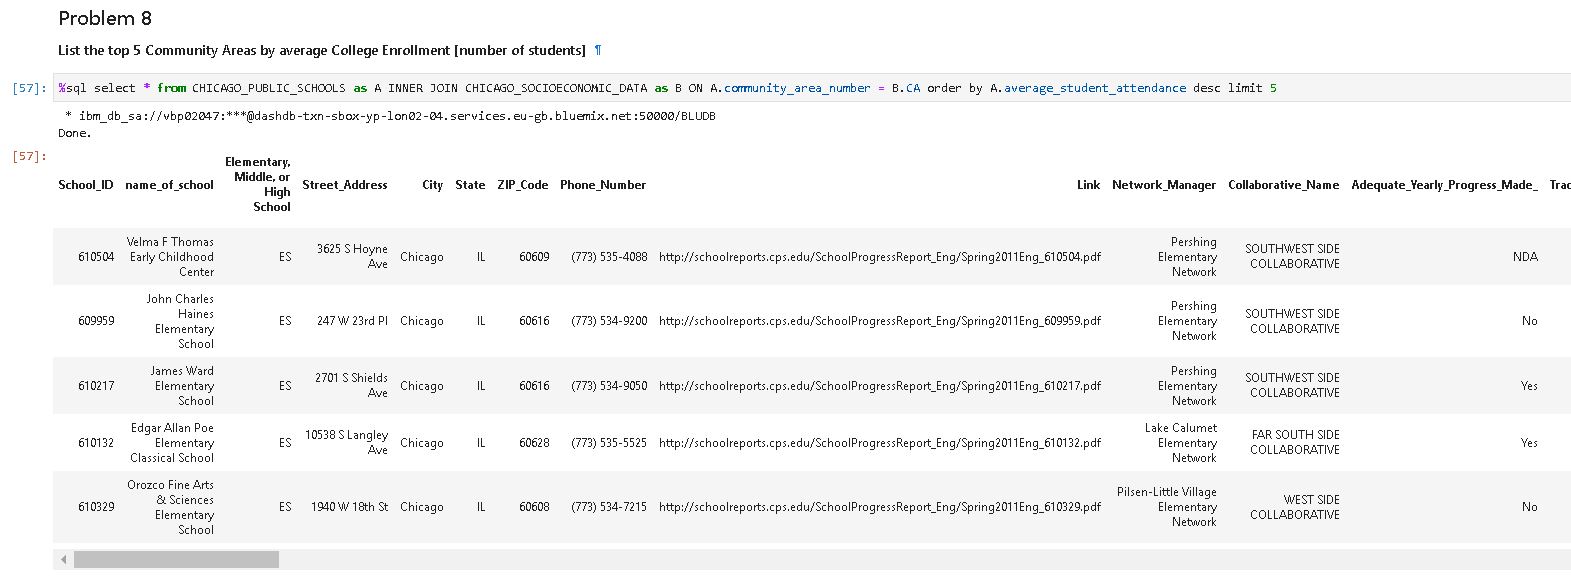 Problem 8
List the top 5 Community Areas by average College Enrollment [number of students] ¶
[57]: %sql select * from CHICAGO_PUBLIC_SCHOOLS as A INNER JOIN CHICAGO_SOCIOECONOMIC_DATA as B ON A.community_area_number = B.CA order by A.average_student_attendance desc limit 5
* ibm_db_sa://vbp02047:***@dashdb-txn-sbox-yp-lon02-04.services.eu-gb.bluemix.net:50000/BLUDB
Done.
[57]:
School_ID name_of_school Elementary, Middle, or High School Street_Address City State ZIP_Code Phone_Number Link Network_Manager Collaborative_Name Adequate_Yearly_Progress_Made_ Trac
610504 Velma F Thomas Early Childhood Center ES 3625 S Hoyne Ave Chicago IL 60609 (773) 535-4088 http://schoolreports.cps.edu/SchoolProgressReport_Eng/Spring2011Eng_610504.pdf Pershing Elementary Network SOUTHWEST SIDE COLLABORATIVE NDA
609959 John Charles Haines Elementary School ES 247 W 23rd Pl Chicago IL 60616 (773) 534-9200 http://schoolreports.cps.edu/SchoolProgressReport_Eng/Spring2011Eng_609959.pdf Pershing Elementary Network SOUTHWEST SIDE COLLABORATIVE No
610217 James Ward Elementary School ES 2701 S Shields Ave Chicago IL 60616 (773) 534-9050 http://schoolreports.cps.edu/SchoolProgressReport_Eng/Spring2011Eng_610217.pdf Pershing Elementary Network SOUTHWEST SIDE COLLABORATIVE Yes
610132 Edgar Allan Poe Elementary Classical School ES 10538 S Langley Ave Chicago IL 60628 (773) 535-5525 http://schoolreports.cps.edu/SchoolProgressReport_Eng/Spring2011Eng_610132.pdf Lake Calumet Elementary Network FAR SOUTH SIDE COLLABORATIVE Yes
610329 Orozco Fine Arts & Sciences Elementary School ES 1940 W 18th St Chicago IL 60608 (773) 534-7215 http://schoolreports.cps.edu/SchoolProgressReport_Eng/Spring2011Eng_610329.pdf Pilsen-Little Village Elementary Network WEST SIDE COLLABORATIVE No